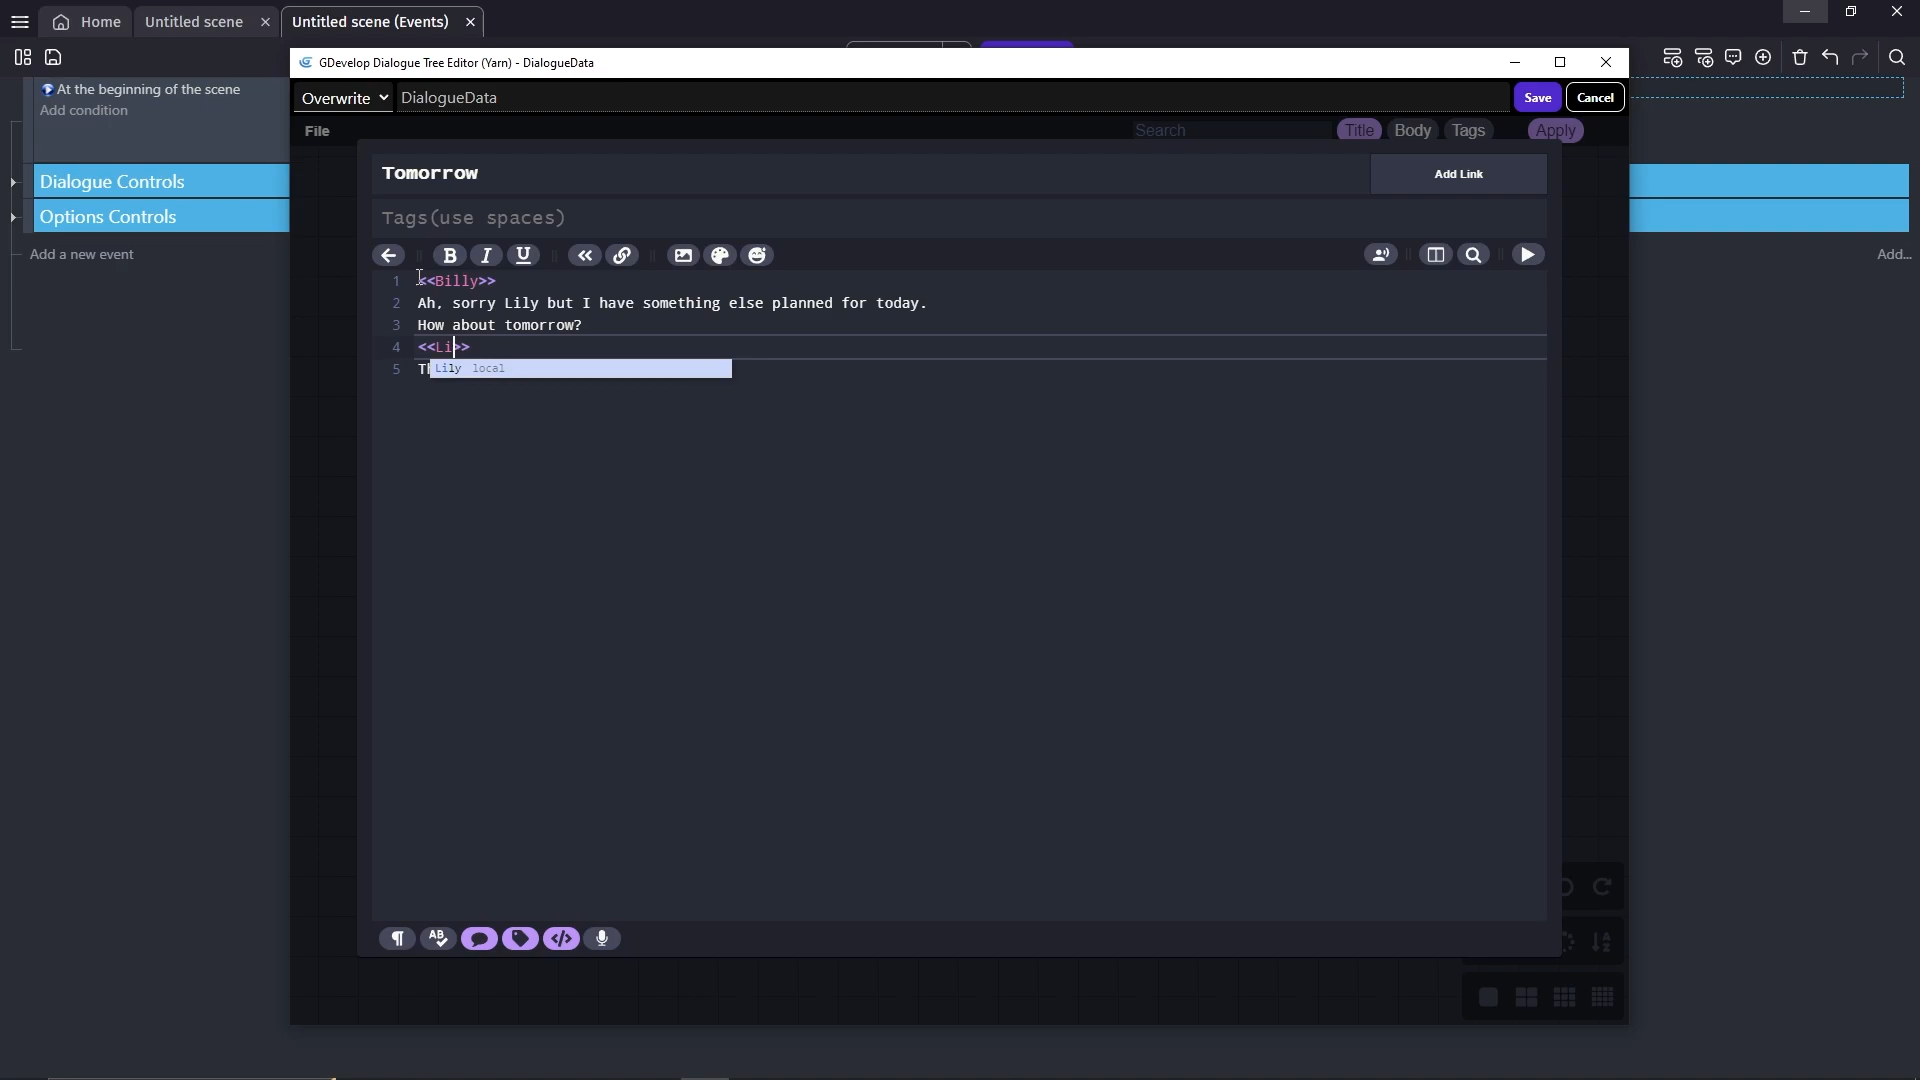 Home
Untitled scene
Untitled scene (Events)
GDevelop Dialogue Tree Editor (Yarn) - DialogueData
At the beginning of the scene
Add condition
Overwrite
DialogueData
Save
Cancel
File
Search
Title
Body
Tags
Apply
Tomorrow
Add Link
Dialogue Controls
Options Controls
Tags(use spaces)
Add a new event
Add...
1 <<Billy>>
2 Ah, sorry Lily but I have something else planned for today.
3 How about tomorrow?
4 <<Li>>
Lily local
5